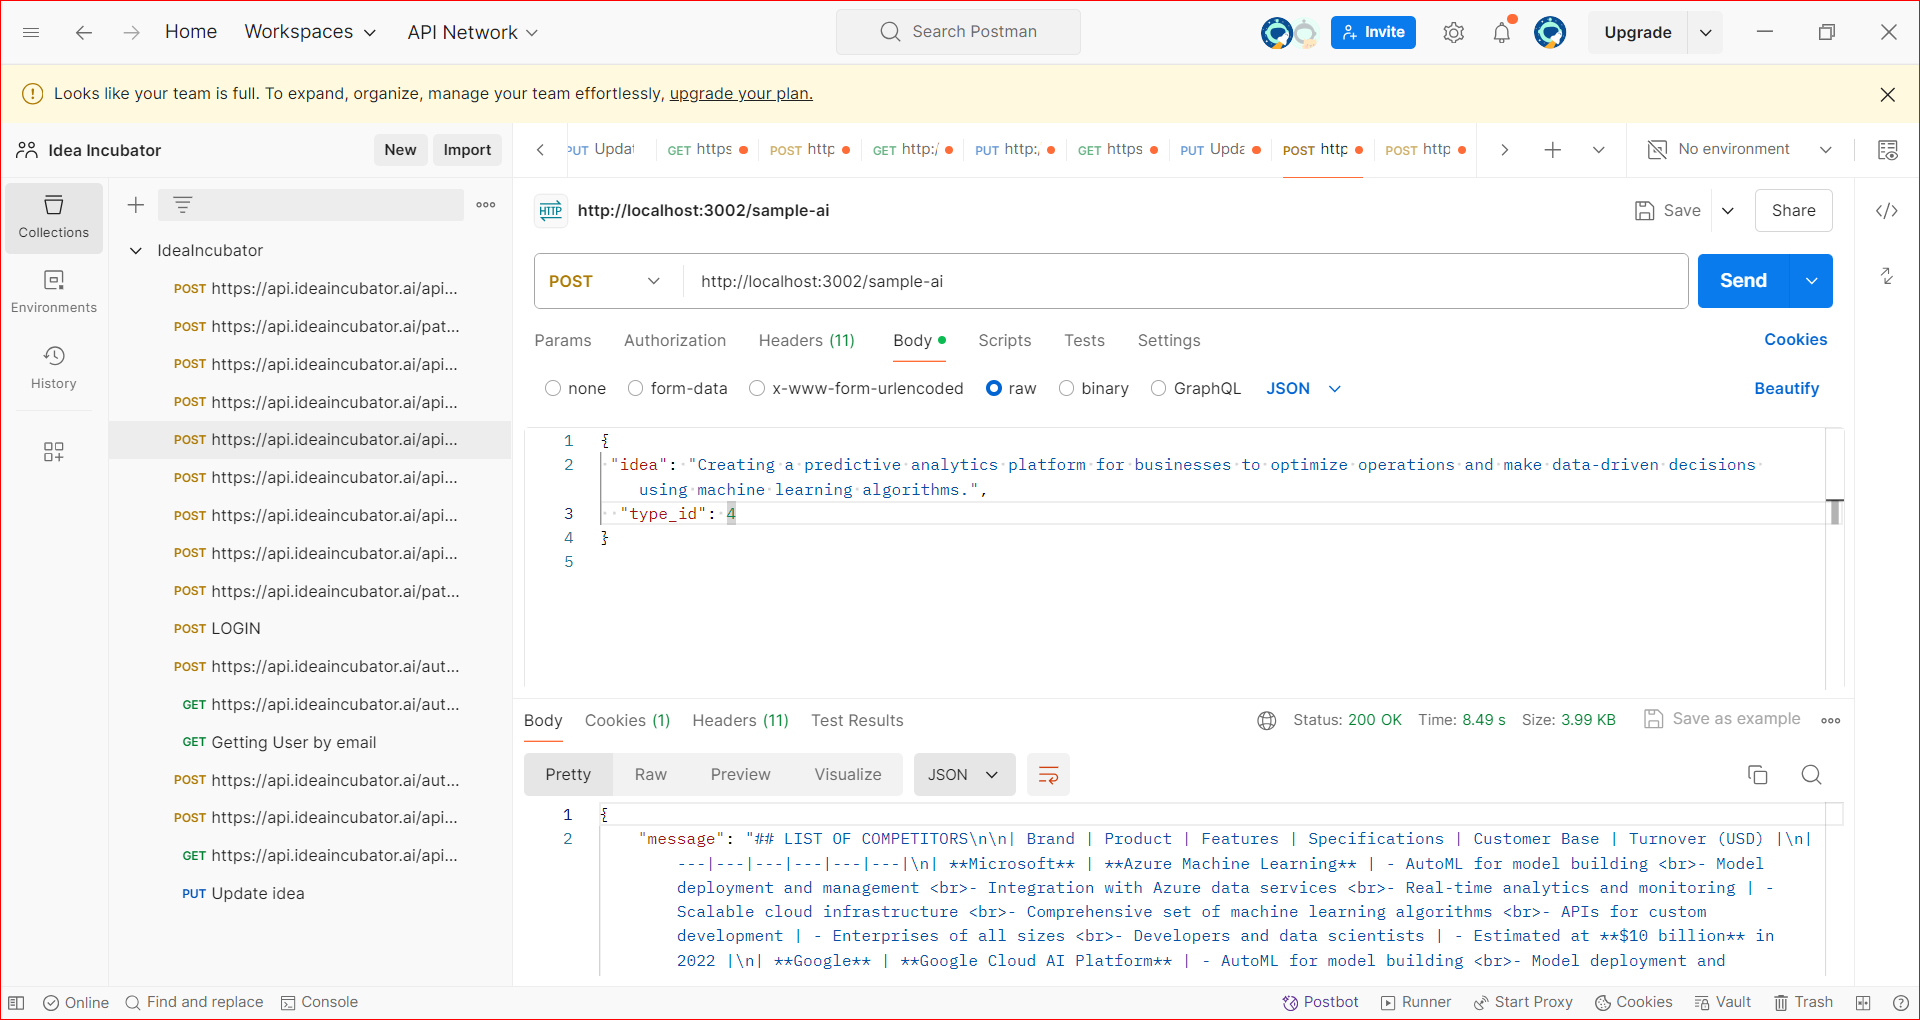 Home Workspaces API Network Search Postman Invite Upgrade
Looks like your team is full. To expand, organize, manage your team effortlessly, upgrade your plan.
Idea Incubator New Import
PUT Updat GET https POST http GET http:/ PUT http:/ GET https PUT Upda POST http POST http No environment
Collections
Environments
History
IdeaIncubator
POST https://api.ideaincubator.ai/api...
POST https://api.ideaincubator.ai/pat...
POST https://api.ideaincubator.ai/api...
POST https://api.ideaincubator.ai/api...
POST https://api.ideaincubator.ai/api...
POST https://api.ideaincubator.ai/api...
POST https://api.ideaincubator.ai/api...
POST https://api.ideaincubator.ai/api...
POST https://api.ideaincubator.ai/pat...
POST LOGIN
POST https://api.ideaincubator.ai/aut...
GET https://api.ideaincubator.ai/aut...
GET Getting User by email
POST https://api.ideaincubator.ai/aut...
POST https://api.ideaincubator.ai/api...
GET https://api.ideaincubator.ai/api...
PUT Update idea
HTTP http://localhost:3002/sample-ai Save Share
POST http://localhost:3002/sample-ai Send
Params Authorization Headers (11) Body Scripts Tests Settings Cookies
none form-data x-www-form-urlencoded raw binary GraphQL JSON Beautify
1 {
2 "idea": "Creating a predictive analytics platform for businesses to optimize operations and make data-driven decisions
using machine learning algorithms.",
3 "type_id": 4
4 }
5
Body Cookies (1) Headers (11) Test Results Status: 200 OK Time: 8.49 s Size: 3.99 KB Save as example
Pretty Raw Preview Visualize JSON
1 {
2 "message": "## LIST OF COMPETITORS\n\n| Brand | Product | Features | Specifications | Customer Base | Turnover (USD) |\n|
---|---|---|---|---|---|\n| **Microsoft** | **Azure Machine Learning** | - AutoML for model building <br>- Model
deployment and management <br>- Integration with Azure data services <br>- Real-time analytics and monitoring | -
Scalable cloud infrastructure <br>- Comprehensive set of machine learning algorithms <br>- APIs for custom
development | - Enterprises of all sizes <br>- Developers and data scientists | - Estimated at **$10 billion** in
2022 |\n| **Google** | **Google Cloud AI Platform** | - AutoML for model building <br>- Model deployment and
Online Find and replace Console Postbot Runner Start Proxy Cookies Vault Trash